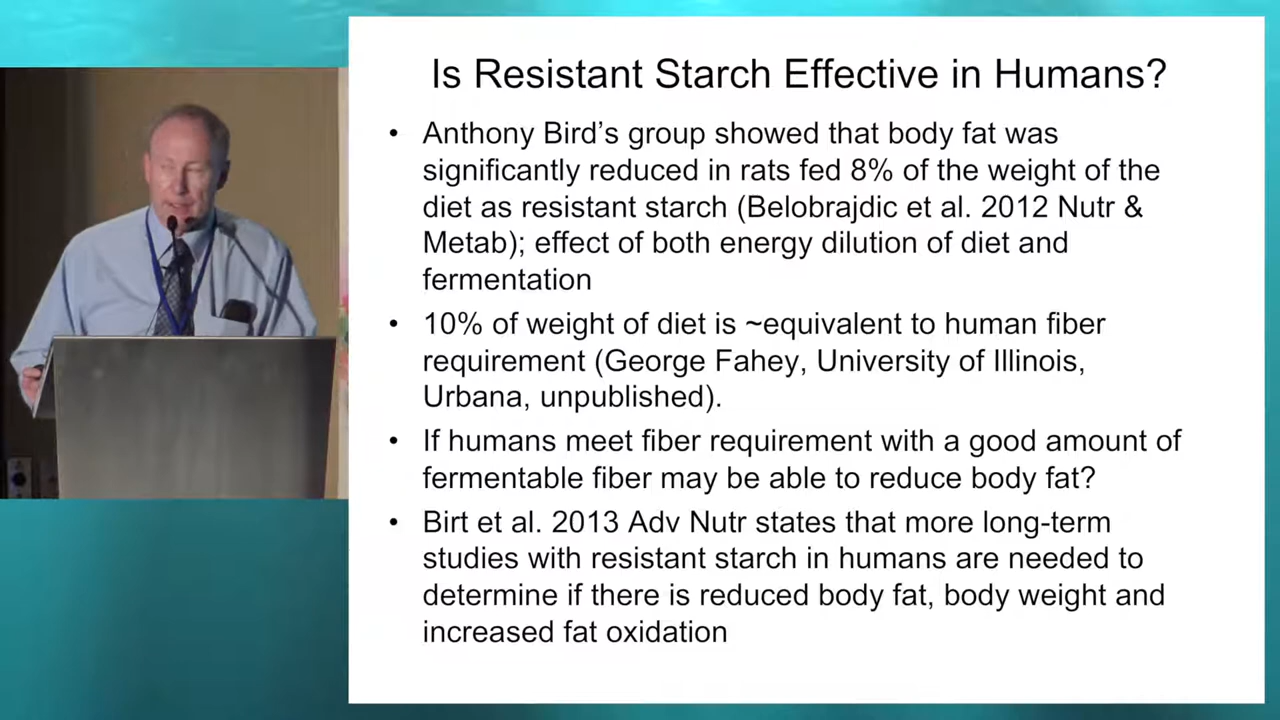 Is Resistant Starch Effective in Humans?
• Anthony Bird's group showed that body fat was
significantly reduced in rats fed 8% of the weight of the
diet as resistant starch (Belobrajdic et al. 2012 Nutr &
Metab); effect of both energy dilution of diet and
fermentation
• 10% of weight of diet is ~equivalent to human fiber
requirement (George Fahey, University of Illinois,
Urbana, unpublished).
• If humans meet fiber requirement with a good amount of
fermentable fiber may be able to reduce body fat?
• Birt et al. 2013 Adv Nutr states that more long-term
studies with resistant starch in humans are needed to
determine if there is reduced body fat, body weight and
increased fat oxidation